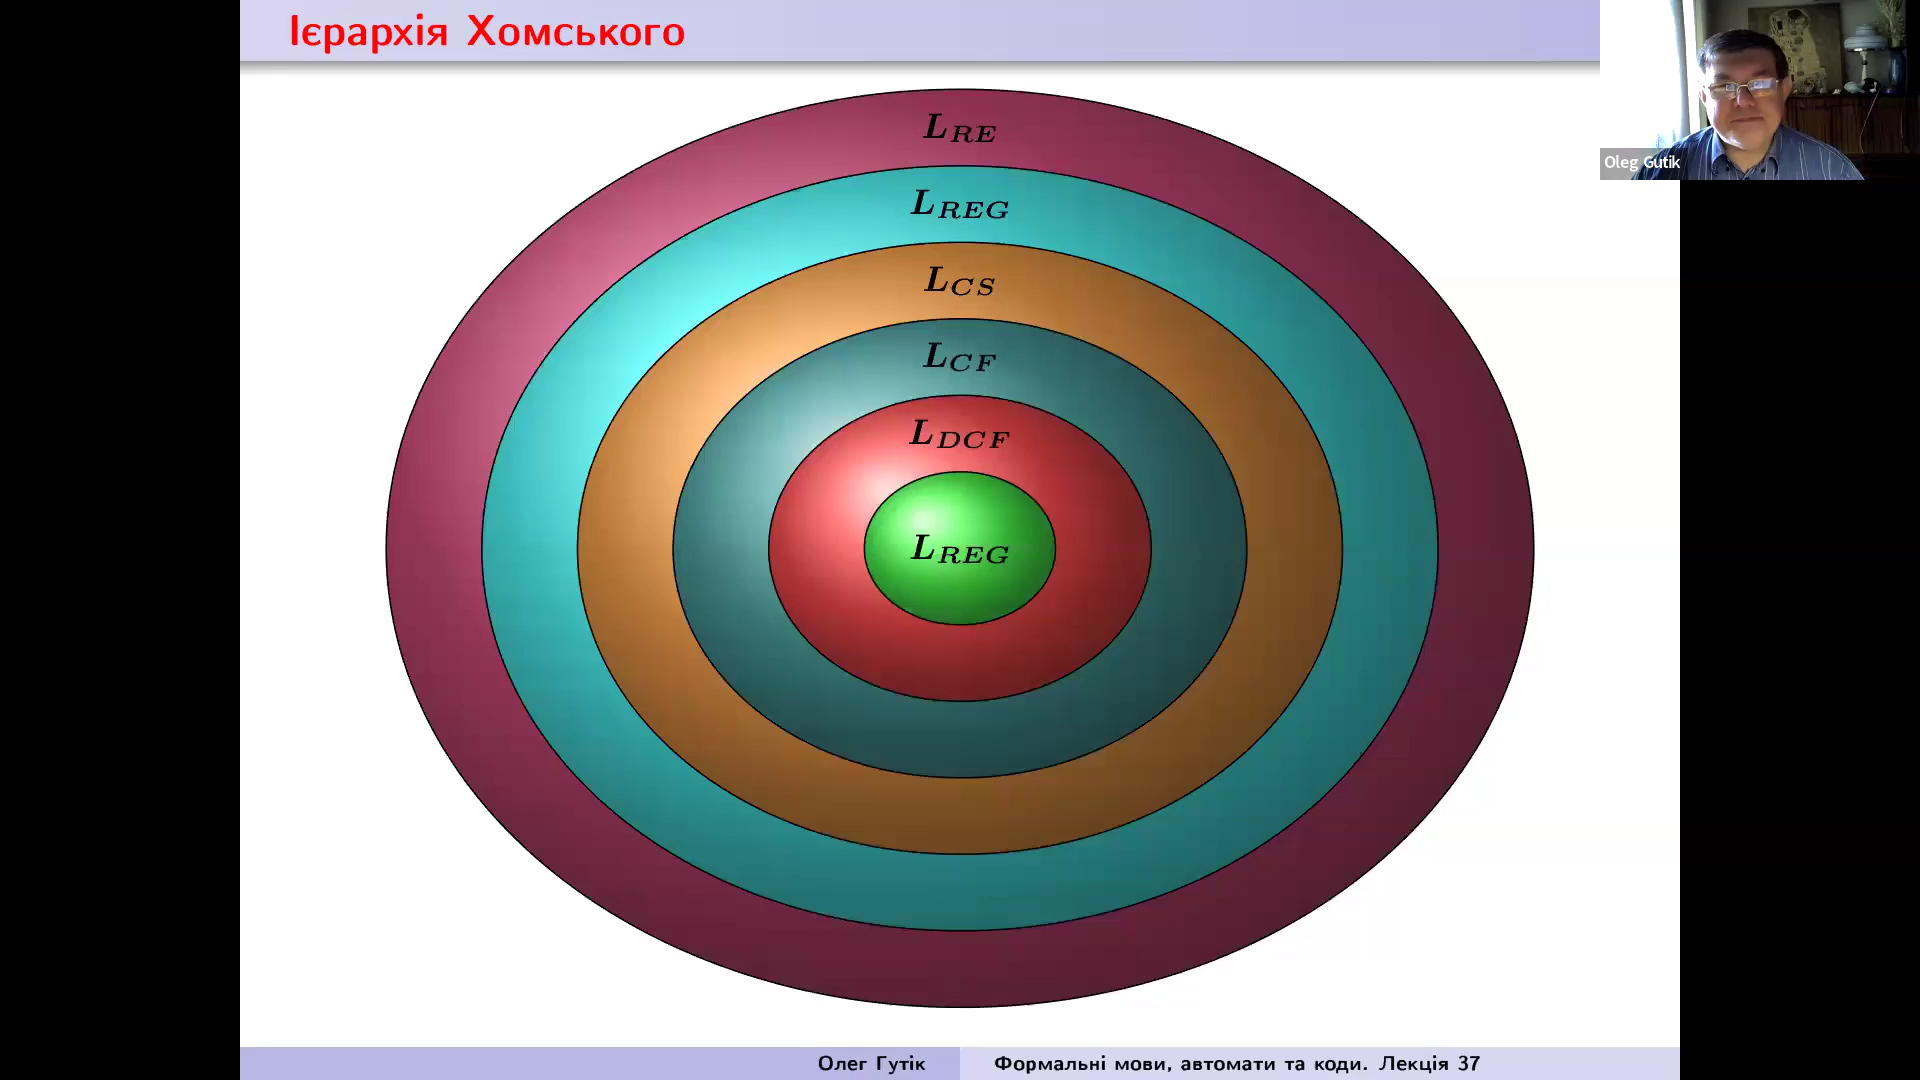 Ієрархія Хомського
Oleg Gutik
L_RE
L_REG
L_CS
L_CF
L_DCF
L_REG
Олег Гутік
Формальні мови, автомати та коди. Лекція 37